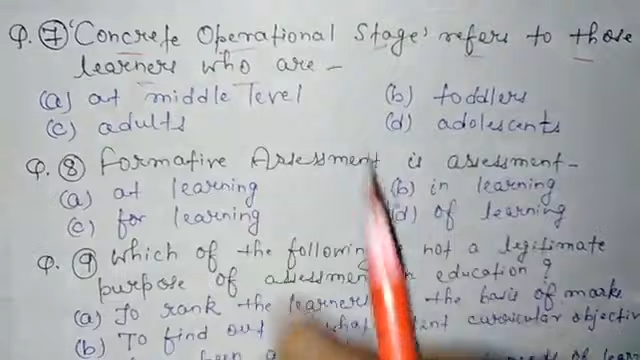 Q. 7 'Concrete Operational Stage' refers to those
learners who are -
(a) at middle level (b) toddlers
(c) adults (d) adolescents
Q. 8 Formative Assessment is assessment -
(a) at learning (b) in learning
(c) for learning (d) of learning
Q. 9 Which of the following not a legitimate
purpose of education?
(a) To rank the learners the basis of marks
(b) To find out curricular objectiv